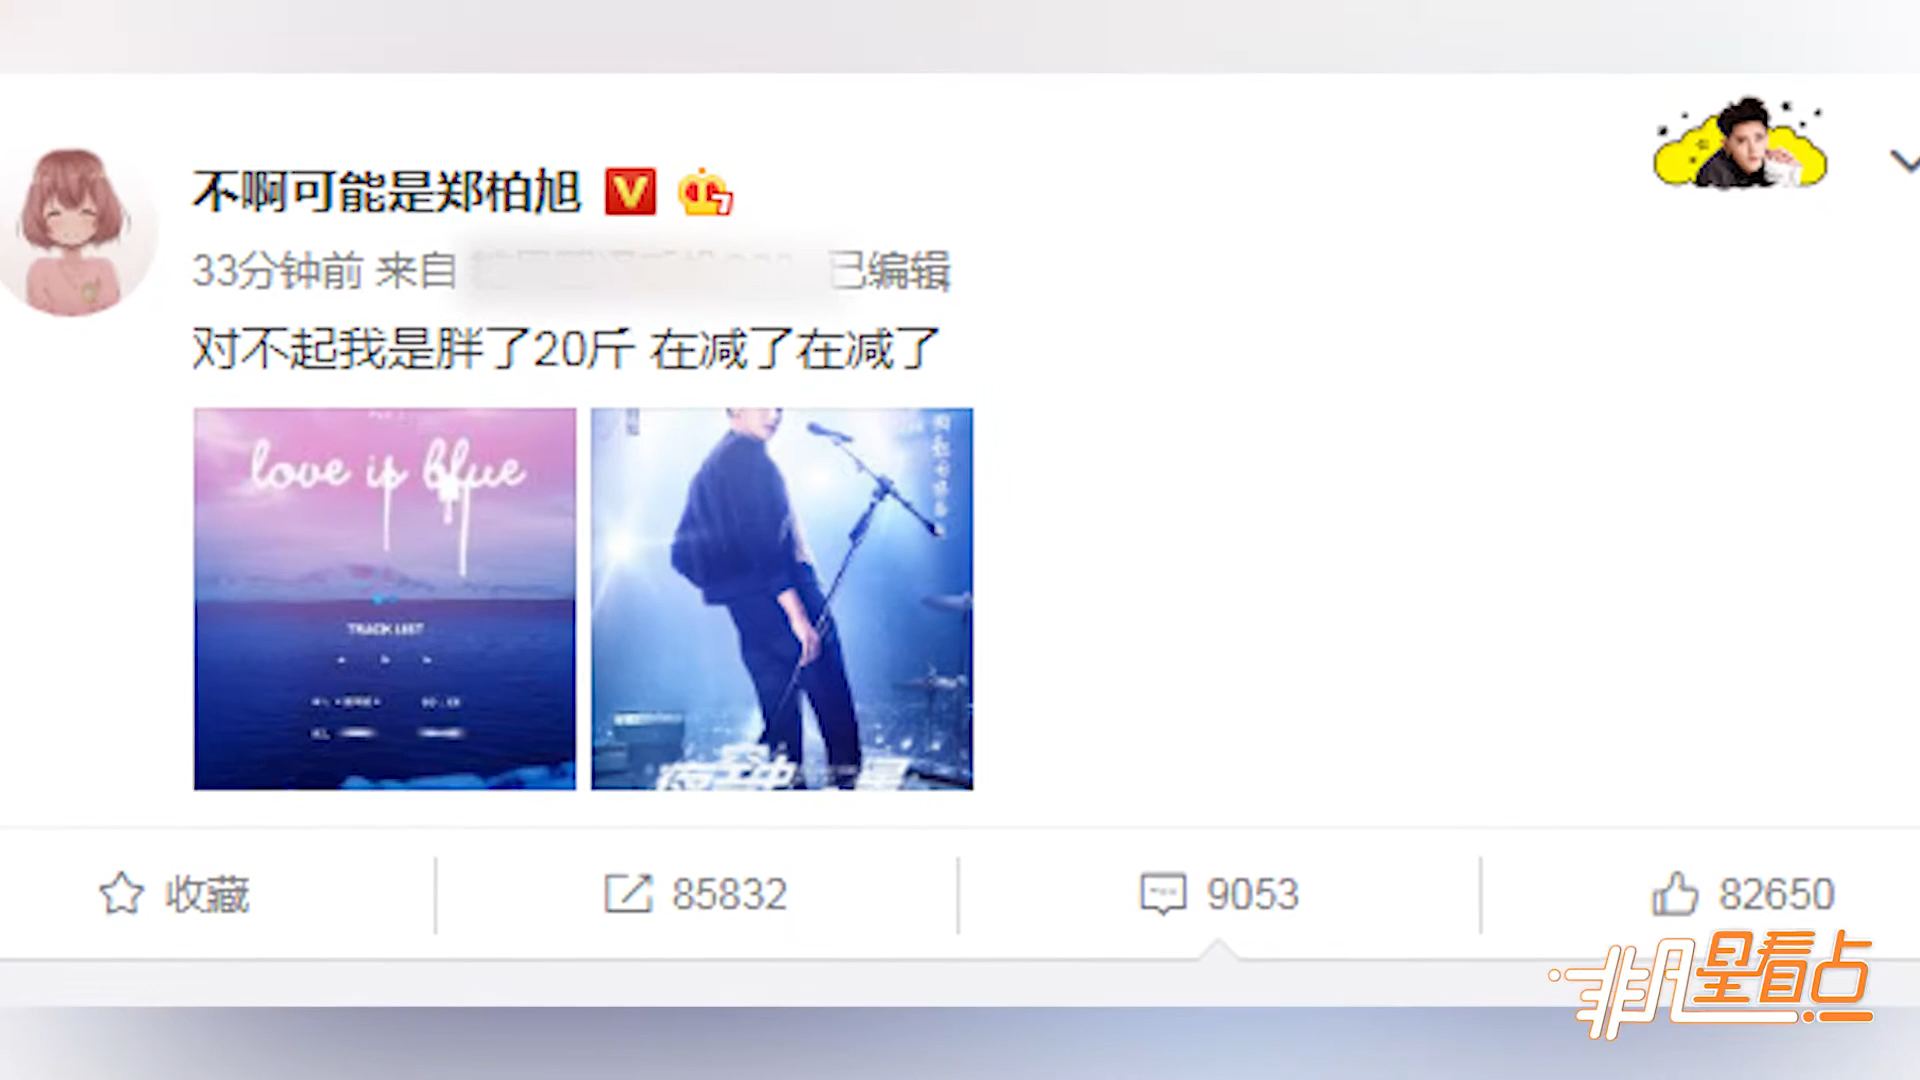 不啊可能是郑柏旭
33分钟前 来自
已编辑
对不起我是胖了20斤 在减了在减了
love is blue
TRACK LIST
收藏
85832
9053
82650
非凡星看点